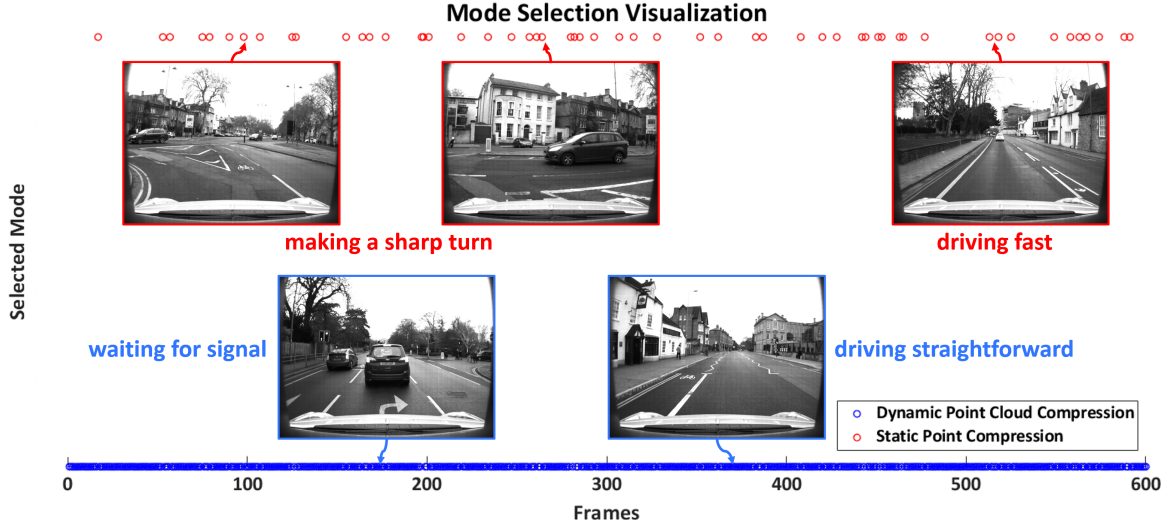 Mode Selection Visualization
making a sharp turn
driving fast
Selected Mode
waiting for signal
driving straightforward
Dynamic Point Cloud Compression
Static Point Compression
0 100 200 300 400 500 600
Frames